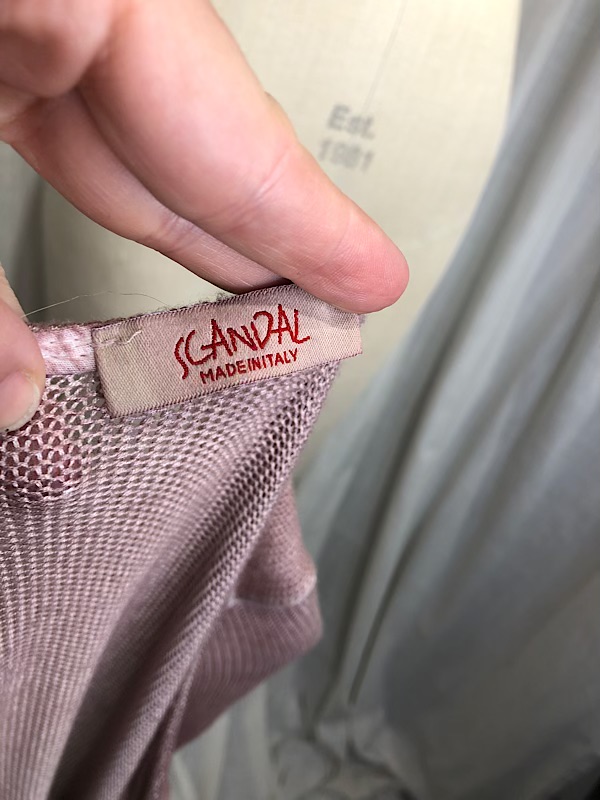 Est.
1981
SCANDAL
MADE IN ITALY